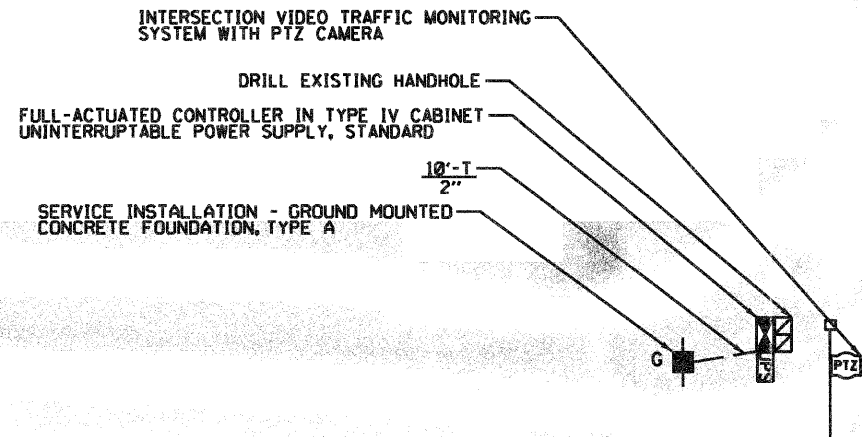 INTERSECTION VIDEO TRAFFIC MONITORING
SYSTEM WITH PTZ CAMERA
DRILL EXISTING HANDHOLE
FULL-ACTUATED CONTROLLER IN TYPE IV CABINET
UNINTERRUPTABLE POWER SUPPLY, STANDARD
10'-T
2"
SERVICE INSTALLATION - GROUND MOUNTED
CONCRETE FOUNDATION, TYPE A
G
UPS
PTZ